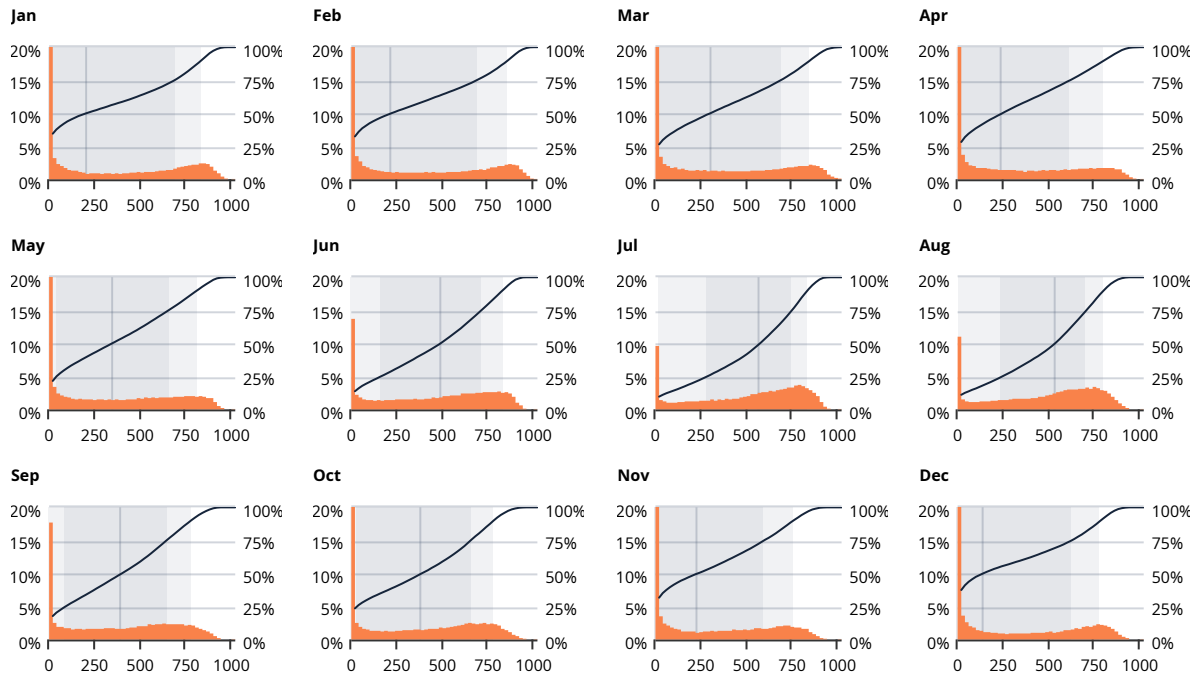 Jan Feb Mar Apr
20% 100% 20% 100% 20% 100% 20% 100%
15% 75% 15% 75% 15% 75% 15% 75%
10% 50% 10% 50% 10% 50% 10% 50%
5% 25% 5% 25% 5% 25% 5% 25%
0% 0% 0% 0% 0% 0% 0% 0%
0 250 500 750 1000 0 250 500 750 1000 0 250 500 750 1000 0 250 500 750 1000
May Jun Jul Aug
20% 100% 20% 100% 20% 100% 20% 100%
15% 75% 15% 75% 15% 75% 15% 75%
10% 50% 10% 50% 10% 50% 10% 50%
5% 25% 5% 25% 5% 25% 5% 25%
0% 0% 0% 0% 0% 0% 0% 0%
0 250 500 750 1000 0 250 500 750 1000 0 250 500 750 1000 0 250 500 750 1000
Sep Oct Nov Dec
20% 100% 20% 100% 20% 100% 20% 100%
15% 75% 15% 75% 15% 75% 15% 75%
10% 50% 10% 50% 10% 50% 10% 50%
5% 25% 5% 25% 5% 25% 5% 25%
0% 0% 0% 0% 0% 0% 0% 0%
0 250 500 750 1000 0 250 500 750 1000 0 250 500 750 1000 0 250 500 750 1000